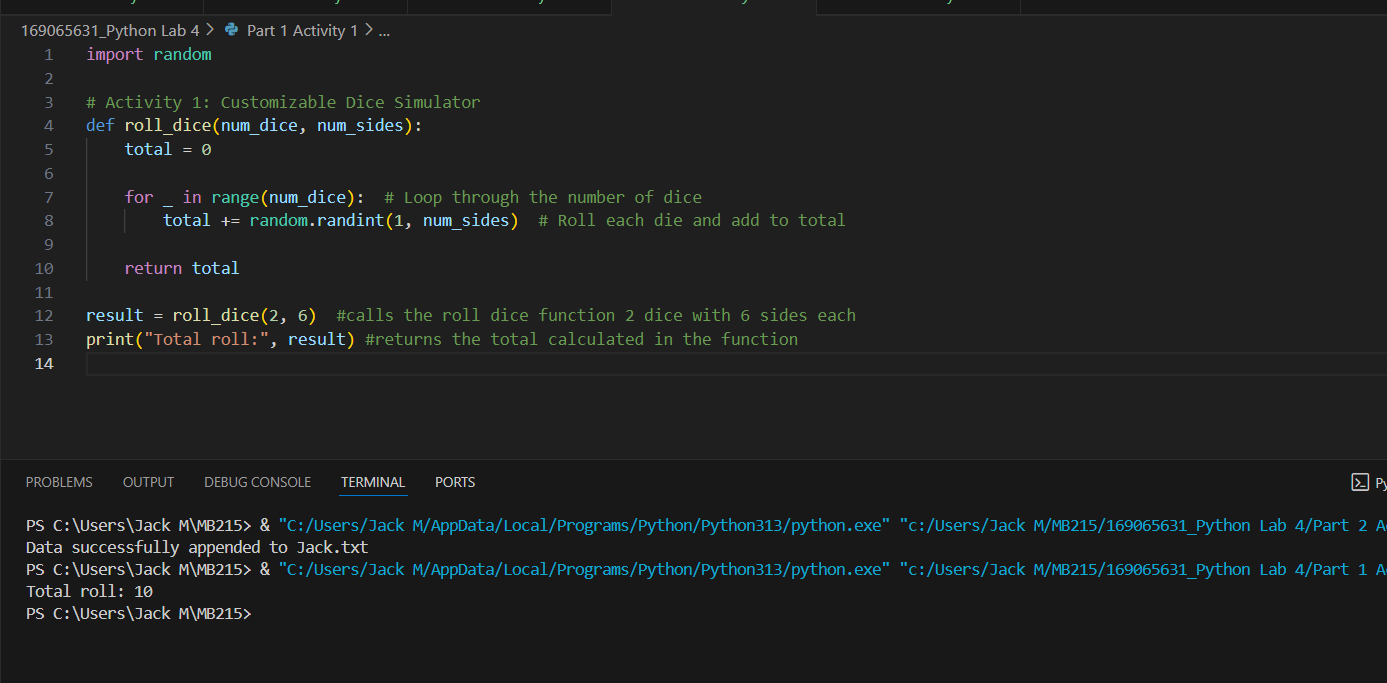 169065631_Python Lab 4 > Part 1 Activity 1 > ...
1 import random
2
3 # Activity 1: Customizable Dice Simulator
4 def roll_dice(num_dice, num_sides):
5     total = 0
6
7     for _ in range(num_dice):  # Loop through the number of dice
8         total += random.randint(1, num_sides)  # Roll each die and add to total
9
10     return total
11
12 result = roll_dice(2, 6)  #calls the roll dice function 2 dice with 6 sides each
13 print("Total roll:", result) #returns the total calculated in the function
14
PROBLEMS OUTPUT DEBUG CONSOLE TERMINAL PORTS Py
PS C:\Users\Jack M\MB215> & "C:/Users/Jack M/AppData/Local/Programs/Python/Python313/python.exe" "c:/Users/Jack M/MB215/169065631_Python Lab 4/Part 2 A
Data successfully appended to Jack.txt
PS C:\Users\Jack M\MB215> & "C:/Users/Jack M/AppData/Local/Programs/Python/Python313/python.exe" "c:/Users/Jack M/MB215/169065631_Python Lab 4/Part 1 A
Total roll: 10
PS C:\Users\Jack M\MB215>